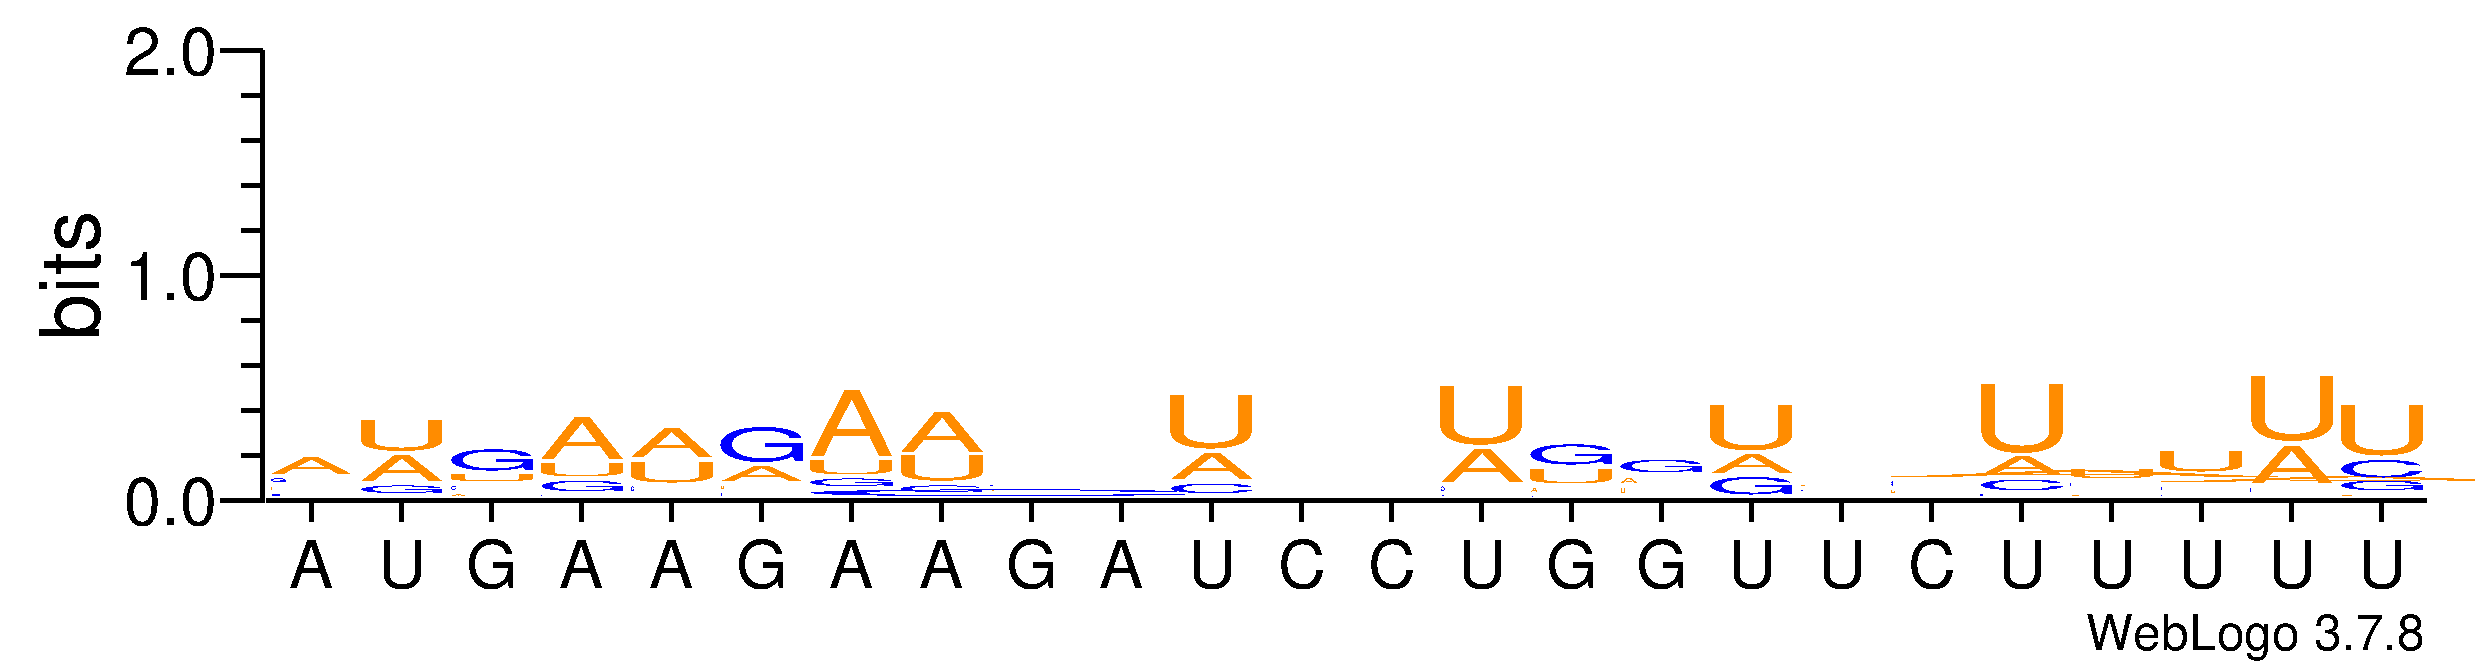 2.0
1.0
0.0
bits
A U G A A G A A G A U C C U G G U U C U U U U U
WebLogo 3.7.8